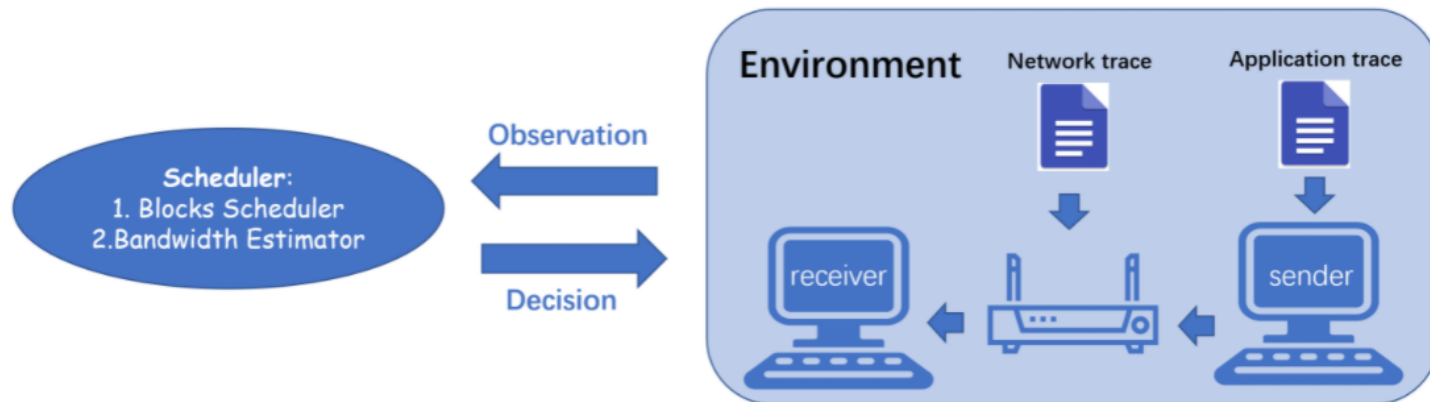 Scheduler:
1. Blocks Scheduler
2.Bandwidth Estimator
Observation
Decision
Environment
Network trace
Application trace
receiver
sender